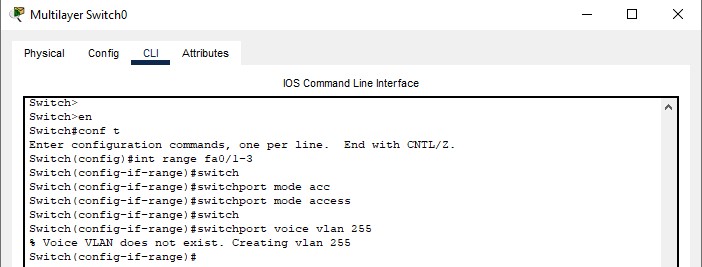 Multilayer Switch0
Physical Config CLI Attributes
IOS Command Line Interface
Switch>
Switch>en
Switch#conf t
Enter configuration commands, one per line.  End with CNTL/Z.
Switch(config)#int range fa0/1-3
Switch(config-if-range)#switch
Switch(config-if-range)#switchport mode acc
Switch(config-if-range)#switchport mode access
Switch(config-if-range)#switch
Switch(config-if-range)#switchport voice vlan 255
% Voice VLAN does not exist. Creating vlan 255
Switch(config-if-range)#